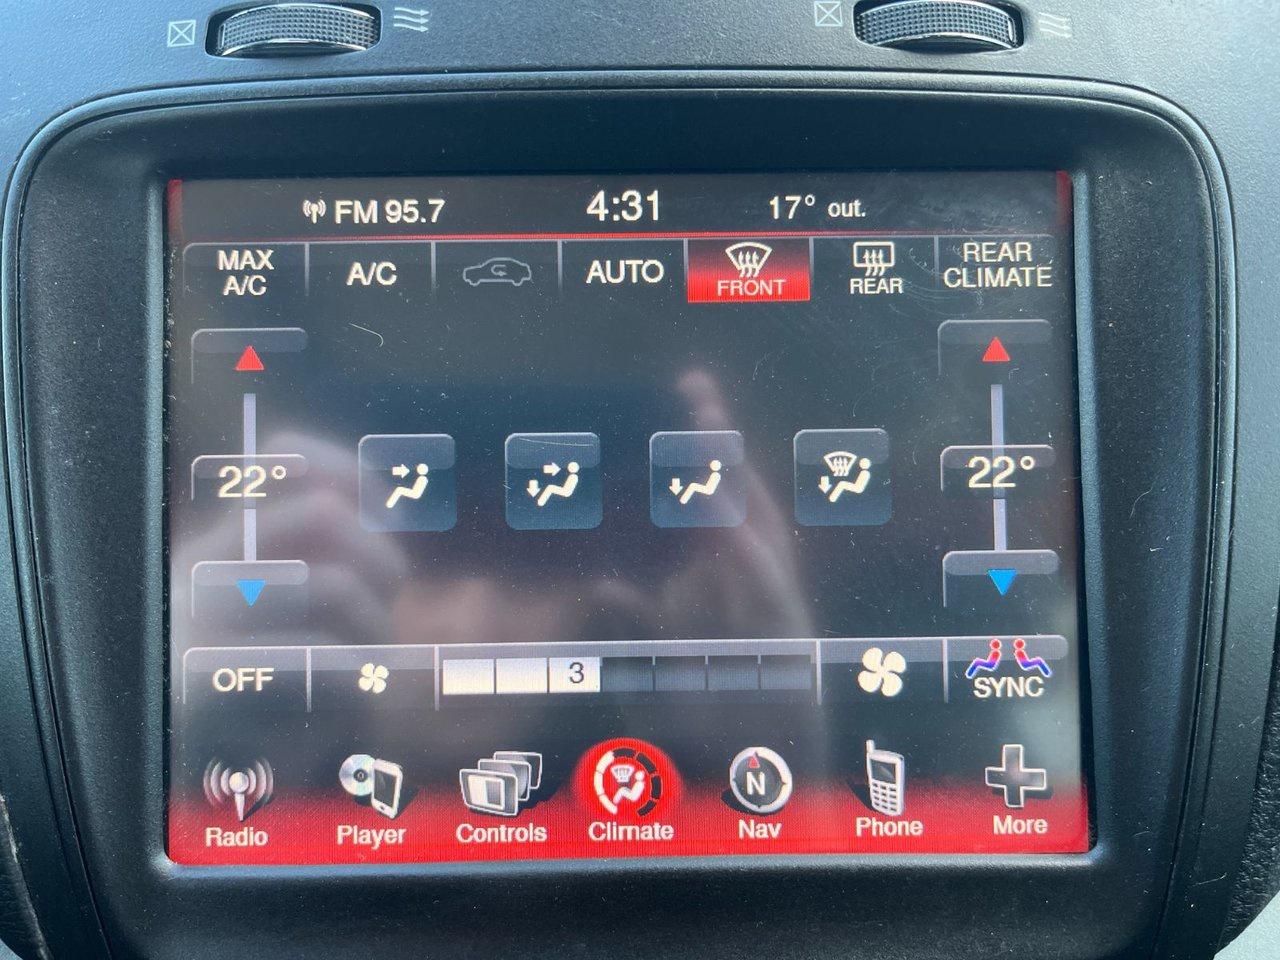 FM 95.7 4:31 17° out.
MAX A/C
A/C
AUTO
FRONT
REAR
REAR CLIMATE
22°
22°
OFF
3
SYNC
Radio
Player
Controls
Climate
N
Nav
Phone
More